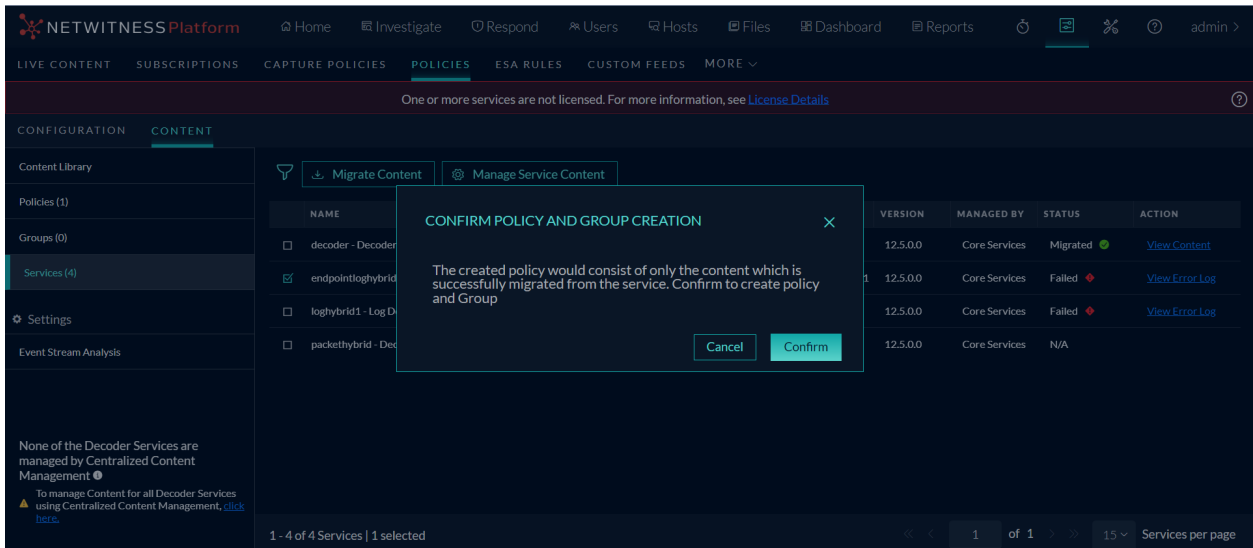 NETWITNESS Platform Home Investigate Respond Users Hosts Files Dashboard Reports admin >
LIVE CONTENT SUBSCRIPTIONS CAPTURE POLICIES POLICIES ESA RULES CUSTOM FEEDS MORE
One or more services are not licensed. For more information, see License Details
CONFIGURATION CONTENT
Content Library
Policies (1)
Groups (0)
Services (4)
Settings
Event Stream Analysis
None of the Decoder Services are
managed by Centralized Content
Management
To manage Content for all Decoder Services
using Centralized Content Management, click
here.
Migrate Content Manage Service Content
NAME VERSION MANAGED BY STATUS ACTION
decoder - Decoder 12.5.0.0 Core Services Migrated View Content
endpointloghybrid 1 12.5.0.0 Core Services Failed View Error Log
loghybrid1 - Log D 12.5.0.0 Core Services Failed View Error Log
packethybrid - Dec 12.5.0.0 Core Services N/A
CONFIRM POLICY AND GROUP CREATION
The created policy would consist of only the content which is
successfully migrated from the service. Confirm to create policy
and Group
Cancel Confirm
1 - 4 of 4 Services | 1 selected
1 of 1 15 Services per page